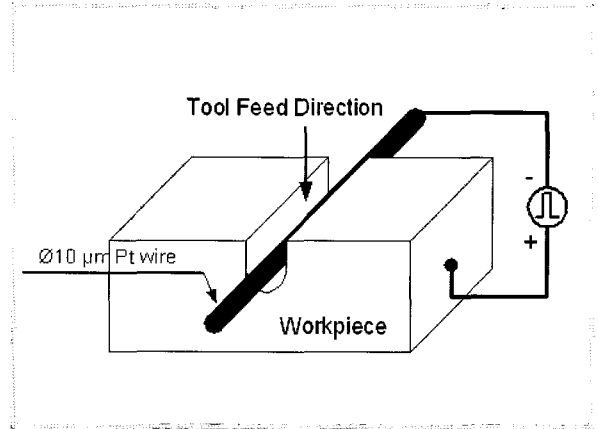 Tool Feed Direction
-
+
Ø10 µm Pt wire
Workpiece